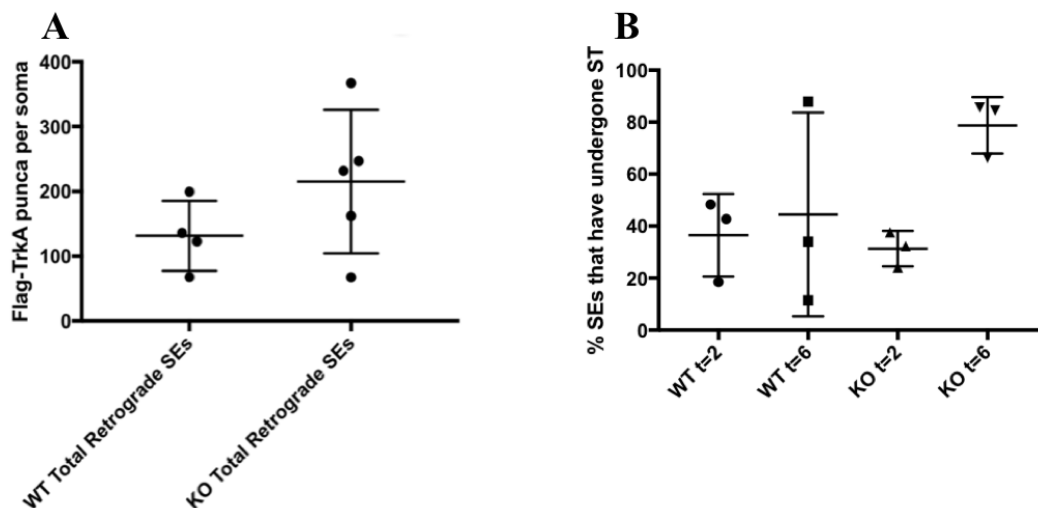 A
Flag-TrkA punca per soma
400
300
200
100
0
WT Total Retrograde SEs
KO Total Retrograde SEs
B
% SEs that have undergone ST
100
80
60
40
20
0
WT t=2
WT t=6
KO t=2
KO t=6